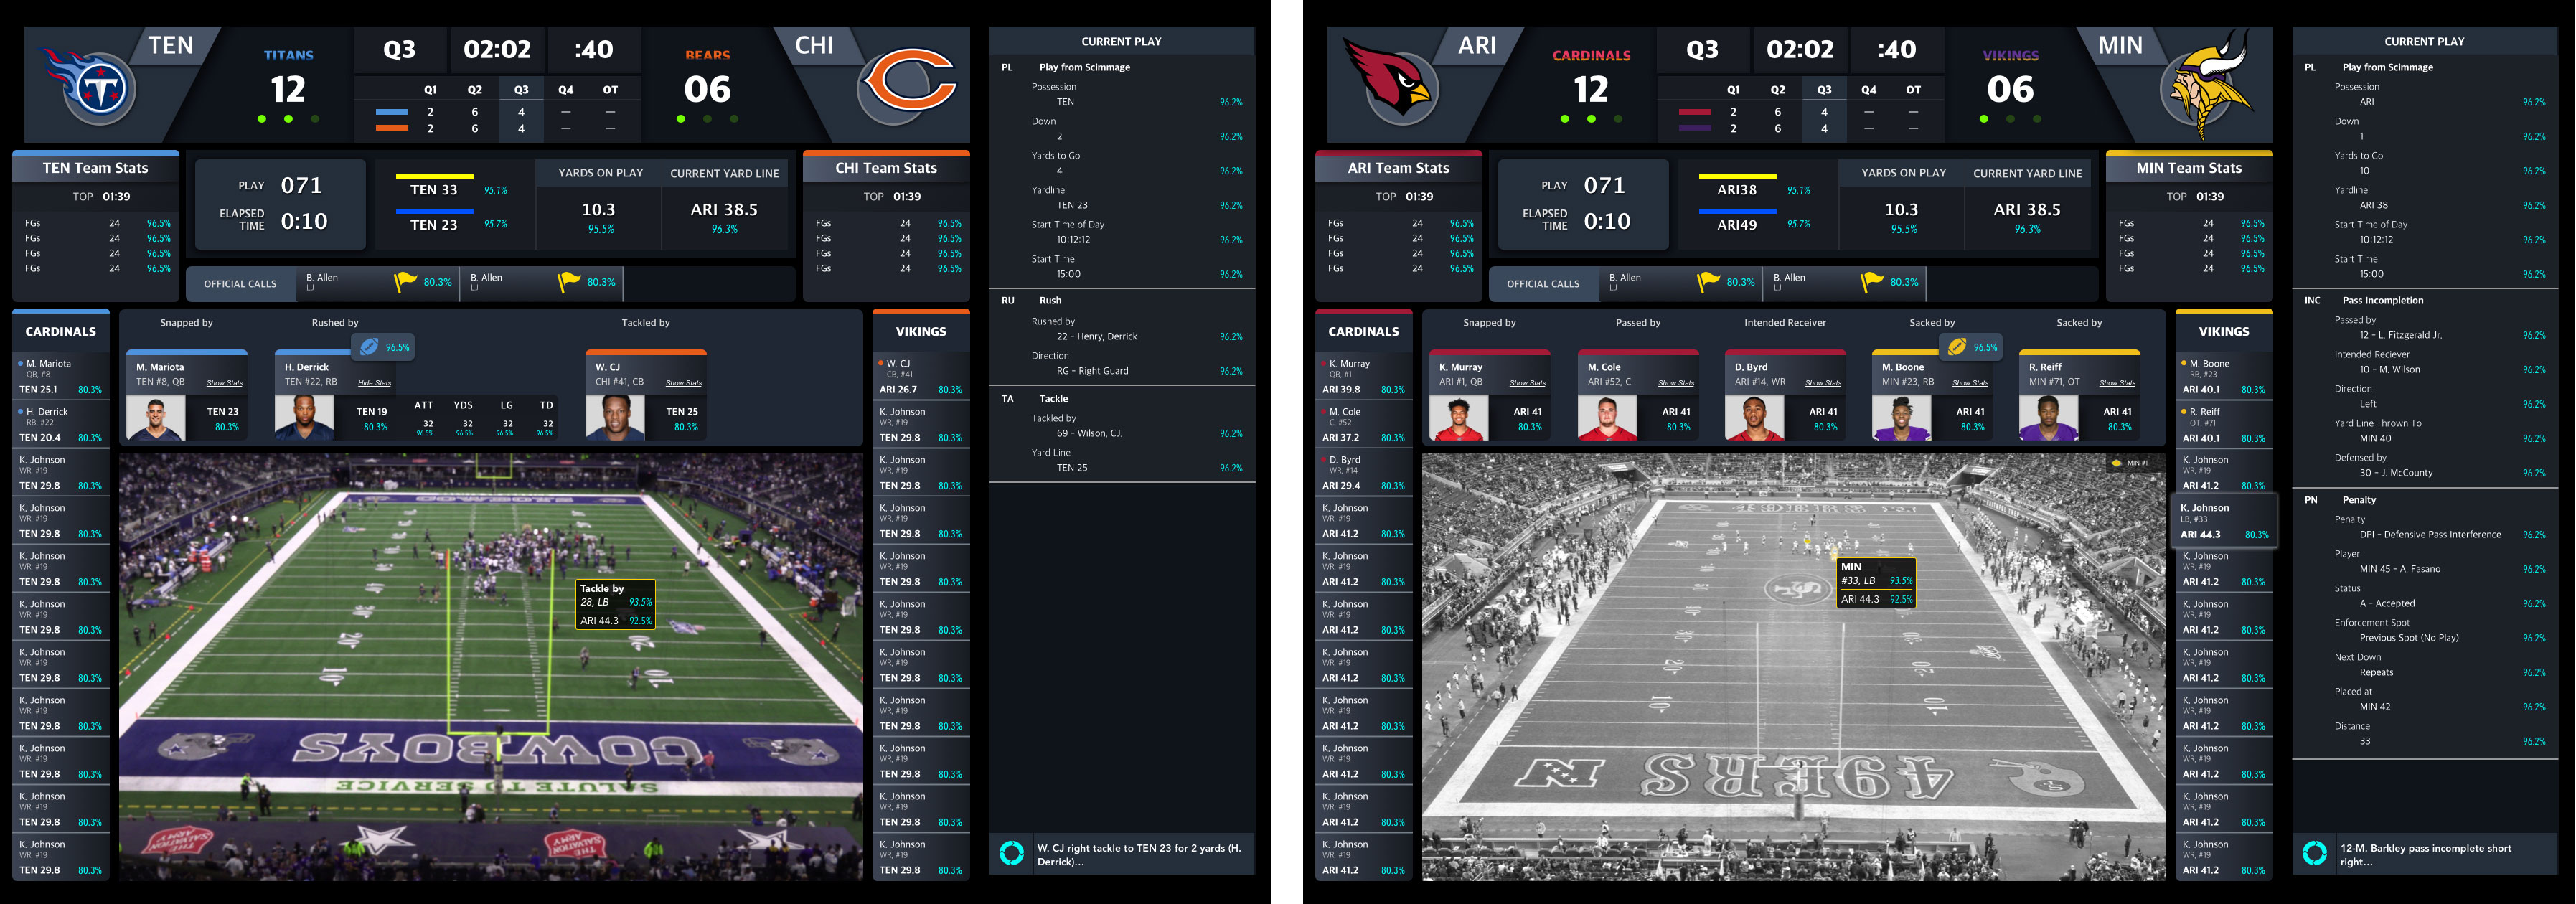 TEN
TITANS
12
Q3
02:02
:40
Q1 Q2 Q3 Q4 OT
2 6 4 — —
2 6 4 — —
BEARS
06
CHI
TEN Team Stats
TOP 01:39
FGs 24 96.5%
FGs 24 96.5%
FGs 24 96.5%
FGs 24 96.5%
PLAY 071
ELAPSED TIME 0:10
TEN 33 95.1%
TEN 23 95.7%
YARDS ON PLAY
10.3
95.5%
CURRENT YARD LINE
ARI 38.5
96.3%
OFFICIAL CALLS
B. Allen
LJ
80.3%
B. Allen
LJ
80.3%
CHI Team Stats
TOP 01:39
FGs 24 96.5%
FGs 24 96.5%
FGs 24 96.5%
FGs 24 96.5%
CARDINALS
M. Mariota
QB, #8
TEN 25.1 80.3%
H. Derrick
RB, #22
TEN 20.4 80.3%
K. Johnson
WR, #19
TEN 29.8 80.3%
K. Johnson
WR, #19
TEN 29.8 80.3%
K. Johnson
WR, #19
TEN 29.8 80.3%
K. Johnson
WR, #19
TEN 29.8 80.3%
K. Johnson
WR, #19
TEN 29.8 80.3%
K. Johnson
WR, #19
TEN 29.8 80.3%
K. Johnson
WR, #19
TEN 29.8 80.3%
K. Johnson
WR, #19
TEN 29.8 80.3%
K. Johnson
WR, #19
TEN 29.8 80.3%
Snapped by
M. Mariota
TEN #8, QB Show Stats
TEN 23
80.3%
Rushed by
96.5%
H. Derrick
TEN #22, RB Hide Stats
TEN 19
80.3%
ATT YDS LG TD
32 32 32 32
96.5% 96.5% 96.5% 96.5%
Tackled by
W. CJ
CHI #41, CB Show Stats
TEN 25
80.3%
Tackle by
28, LB 93.5%
ARI 44.3 92.5%
COWBOYS
SALUTE TO SERVICE
THE SALVATION ARMY
THE SALVATION ARMY
VIKINGS
W. CJ
CB, #41
ARI 26.7 80.3%
K. Johnson
WR, #19
TEN 29.8 80.3%
K. Johnson
WR, #19
TEN 29.8 80.3%
K. Johnson
WR, #19
TEN 29.8 80.3%
K. Johnson
WR, #19
TEN 29.8 80.3%
K. Johnson
WR, #19
TEN 29.8 80.3%
K. Johnson
WR, #19
TEN 29.8 80.3%
K. Johnson
WR, #19
TEN 29.8 80.3%
K. Johnson
WR, #19
TEN 29.8 80.3%
K. Johnson
WR, #19
TEN 29.8 80.3%
K. Johnson
WR, #19
TEN 29.8 80.3%
CURRENT PLAY
PL Play from Scimmage
Possession
TEN 96.2%
Down
2 96.2%
Yards to Go
4 96.2%
Yardline
TEN 23 96.2%
Start Time of Day
10:12:12 96.2%
Start Time
15:00 96.2%
RU Rush
Rushed by
22 - Henry, Derrick 96.2%
Direction
RG - Right Guard 96.2%
TA Tackle
Tackled by
69 - Wilson, CJ. 96.2%
Yard Line
TEN 25 96.2%
W. CJ right tackle to TEN 23 for 2 yards (H.
Derrick)...
ARI
CARDINALS
12
Q3
02:02
:40
Q1 Q2 Q3 Q4 OT
2 6 4 — —
2 6 4 — —
VIKINGS
06
MIN
ARI Team Stats
TOP 01:39
FGs 24 96.5%
FGs 24 96.5%
FGs 24 96.5%
FGs 24 96.5%
PLAY 071
ELAPSED TIME 0:10
ARI38 95.1%
ARI49 95.7%
YARDS ON PLAY
10.3
95.5%
CURRENT YARD LINE
ARI 38.5
96.3%
OFFICIAL CALLS
B. Allen
LJ
80.3%
B. Allen
LJ
80.3%
MIN Team Stats
TOP 01:39
FGs 24 96.5%
FGs 24 96.5%
FGs 24 96.5%
FGs 24 96.5%
CARDINALS
K. Murray
QB, #1
ARI 39.8 80.3%
M. Cole
C, #52
ARI 37.2 80.3%
D. Byrd
WR, #14
ARI 29.4 80.3%
K. Johnson
WR, #19
ARI 41.2 80.3%
K. Johnson
WR, #19
ARI 41.2 80.3%
K. Johnson
WR, #19
ARI 41.2 80.3%
K. Johnson
WR, #19
ARI 41.2 80.3%
K. Johnson
WR, #19
ARI 41.2 80.3%
K. Johnson
WR, #19
ARI 41.2 80.3%
K. Johnson
WR, #19
ARI 41.2 80.3%
K. Johnson
WR, #19
ARI 41.2 80.3%
Snapped by
K. Murray
ARI #1, QB Show Stats
ARI 41
80.3%
Passed by
M. Cole
ARI #52, C Show Stats
ARI 41
80.3%
Intended Receiver
D. Byrd
ARI #14, WR Show Stats
ARI 41
80.3%
Sacked by
96.5%
M. Boone
MIN #23, RB Show Stats
ARI 41
80.3%
Sacked by
R. Reiff
MIN #71, OT Show Stats
ARI 41
80.3%
MIN #1
MIN
#33, LB 93.5%
ARI 44.3 92.5%
49ERS
VIKINGS
M. Boone
RB, #23
ARI 40.1 80.3%
R. Reiff
OT, #71
ARI 40.1 80.3%
K. Johnson
WR, #19
ARI 41.2 80.3%
K. Johnson
LB, #33
ARI 44.3 80.3%
K. Johnson
WR, #19
ARI 41.2 80.3%
K. Johnson
WR, #19
ARI 41.2 80.3%
K. Johnson
WR, #19
ARI 41.2 80.3%
K. Johnson
WR, #19
ARI 41.2 80.3%
K. Johnson
WR, #19
ARI 41.2 80.3%
K. Johnson
WR, #19
ARI 41.2 80.3%
K. Johnson
WR, #19
ARI 41.2 80.3%
CURRENT PLAY
PL Play from Scimmage
Possession
ARI 96.2%
Down
1 96.2%
Yards to Go
10 96.2%
Yardline
ARI 38 96.2%
Start Time of Day
10:12:12 96.2%
Start Time
15:00 96.2%
INC Pass Incompletion
Passed by
12 - L. Fitzgerald Jr. 96.2%
Intended Reciever
10 - M. Wilson 96.2%
Direction
Left 96.2%
Yard Line Thrown To
MIN 40 96.2%
Defensed by
30 - J. McCounty 96.2%
PN Penalty
Penalty
DPI - Defensive Pass Interference 96.2%
Player
MIN 45 - A. Fasano 96.2%
Status
A - Accepted 96.2%
Enforcement Spot
Previous Spot (No Play) 96.2%
Next Down
Repeats 96.2%
Placed at
MIN 42 96.2%
Distance
33 96.2%
12-M. Barkley pass incomplete short
right...